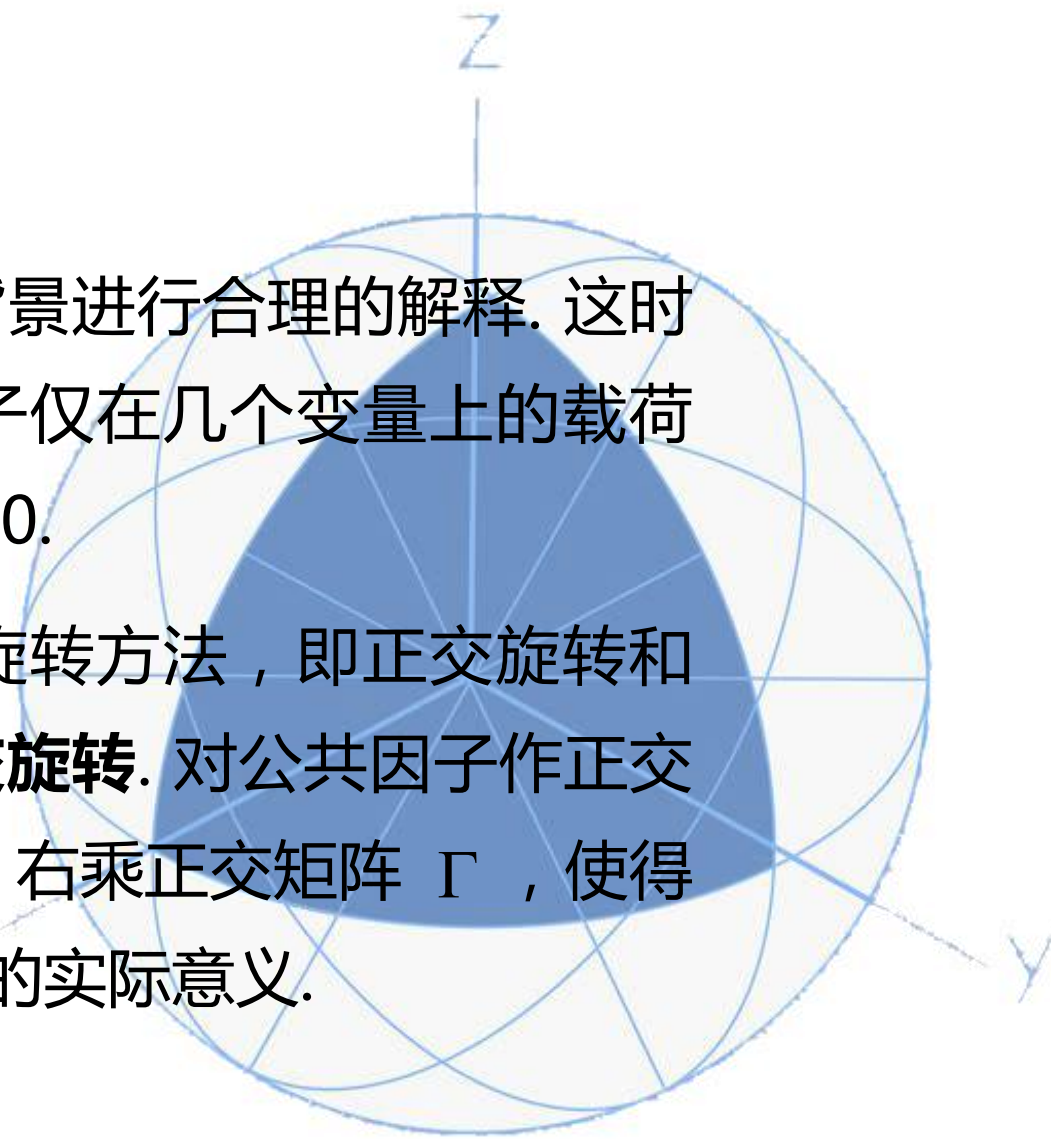 Z
景进行合理的解释. 这时
子仅在几个变量上的载荷
0.
旋转方法，即正交旋转和
旋转. 对公共因子作正交
右乘正交矩阵 Γ ，使得
的实际意义.
Y